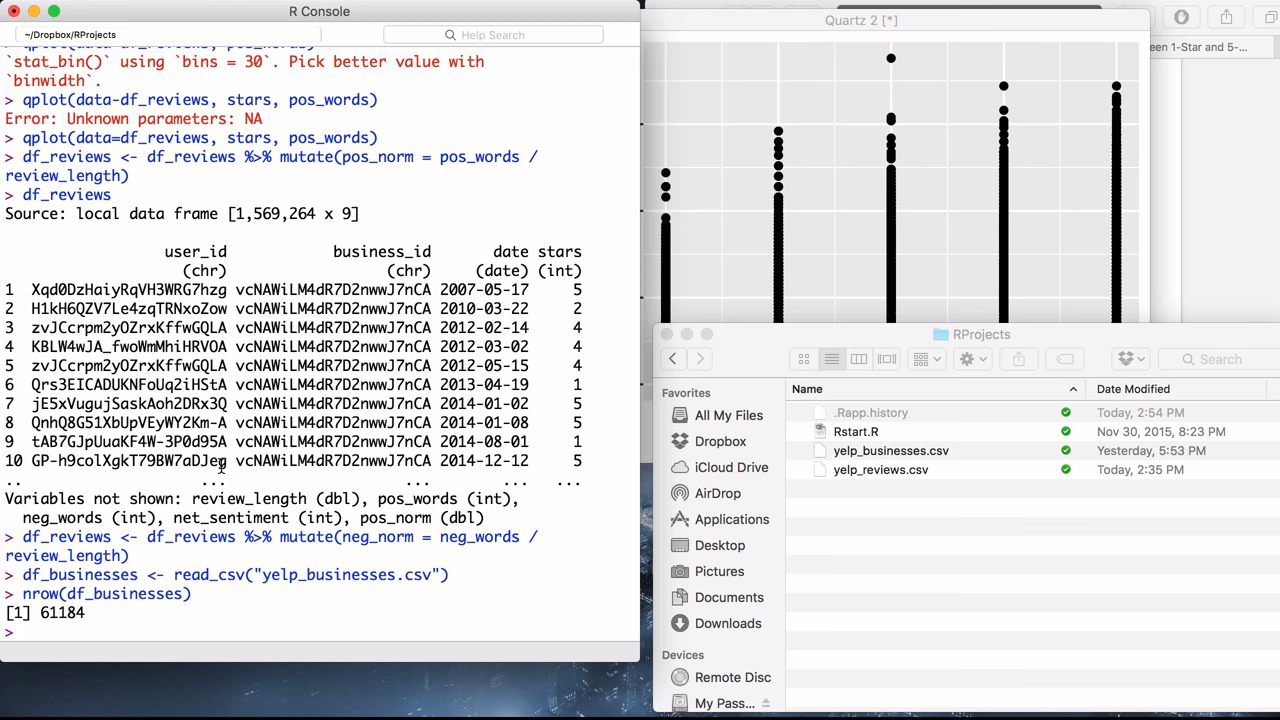 R Console
~/Dropbox/RProjects
Help Search
`stat_bin()` using `bins = 30`. Pick better value with
`binwidth`.
> qplot(data-df_reviews, stars, pos_words)
Error: Unknown parameters: NA
> qplot(data=df_reviews, stars, pos_words)
> df_reviews <- df_reviews %>% mutate(pos_norm = pos_words /
review_length)
> df_reviews
Source: local data frame [1,569,264 x 9]
user_id business_id date stars
(chr) (chr) (date) (int)
1 Xqd0DzHaiyRqVH3WRG7hzg vcNAWiLM4dR7D2nwwJ7nCA 2007-05-17 5
2 H1kH6QZV7Le4zqTRNxoZow vcNAWiLM4dR7D2nwwJ7nCA 2010-03-22 2
3 zvJCcrpm2yOZrxKffwGQLA vcNAWiLM4dR7D2nwwJ7nCA 2012-02-14 4
4 KBLW4wJA_fwoWmMhiHRVOA vcNAWiLM4dR7D2nwwJ7nCA 2012-03-02 4
5 zvJCcrpm2yOZrxKffwGQLA vcNAWiLM4dR7D2nwwJ7nCA 2012-05-15 4
6 Qrs3EICADUKNFoUq2iHStA vcNAWiLM4dR7D2nwwJ7nCA 2013-04-19 1
7 jE5xVugujSaskAoh2DRx3Q vcNAWiLM4dR7D2nwwJ7nCA 2014-01-02 5
8 QnhQ8G51XbUpVEyWY2Km-A vcNAWiLM4dR7D2nwwJ7nCA 2014-01-08 5
9 tAB7GJpUuaKF4W-3P0d95A vcNAWiLM4dR7D2nwwJ7nCA 2014-08-01 1
10 GP-h9colXgkT79BW7aDJeg vcNAWiLM4dR7D2nwwJ7nCA 2014-12-12 5
.. ... ... ... ...
Variables not shown: review_length (dbl), pos_words (int),
neg_words (int), net_sentiment (int), pos_norm (dbl)
> df_reviews <- df_reviews %>% mutate(neg_norm = neg_words /
review_length)
> df_businesses <- read_csv("yelp_businesses.csv")
> nrow(df_businesses)
[1] 61184
>
Quartz 2 [*]
een 1-Star and 5-...
RProjects
Search
Favorites
All My Files
Dropbox
iCloud Drive
AirDrop
Applications
Desktop
Pictures
Documents
Downloads
Devices
Remote Disc
My Pass...
Name Date Modified
.Rapp.history Today, 2:54 PM
Rstart.R Nov 30, 2015, 8:23 PM
yelp_businesses.csv Yesterday, 5:53 PM
yelp_reviews.csv Today, 2:35 PM